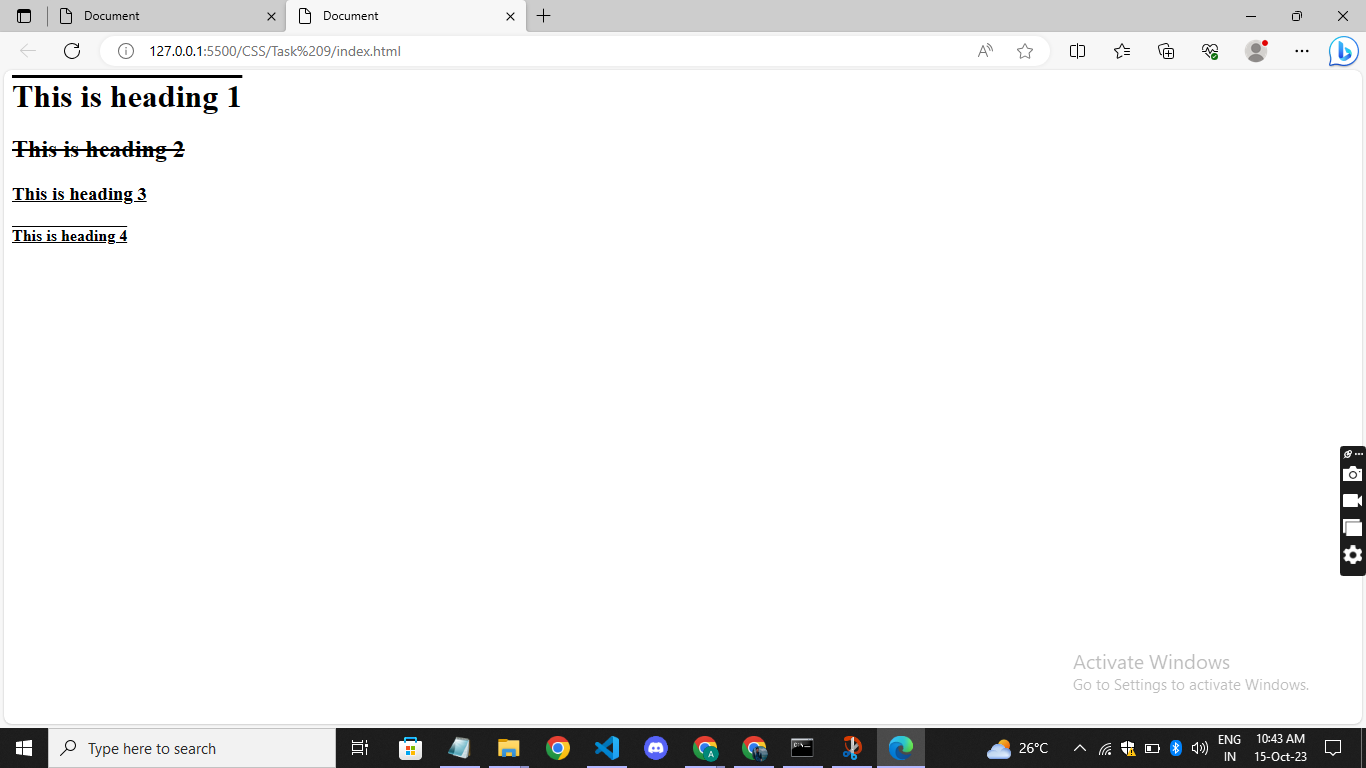 Document
Document
127.0.0.1:5500/CSS/Task%209/index.html
This is heading 1
This is heading 2
This is heading 3
This is heading 4
Activate Windows
Go to Settings to activate Windows.
Type here to search
26°C
ENG
IN
10:43 AM
15-Oct-23